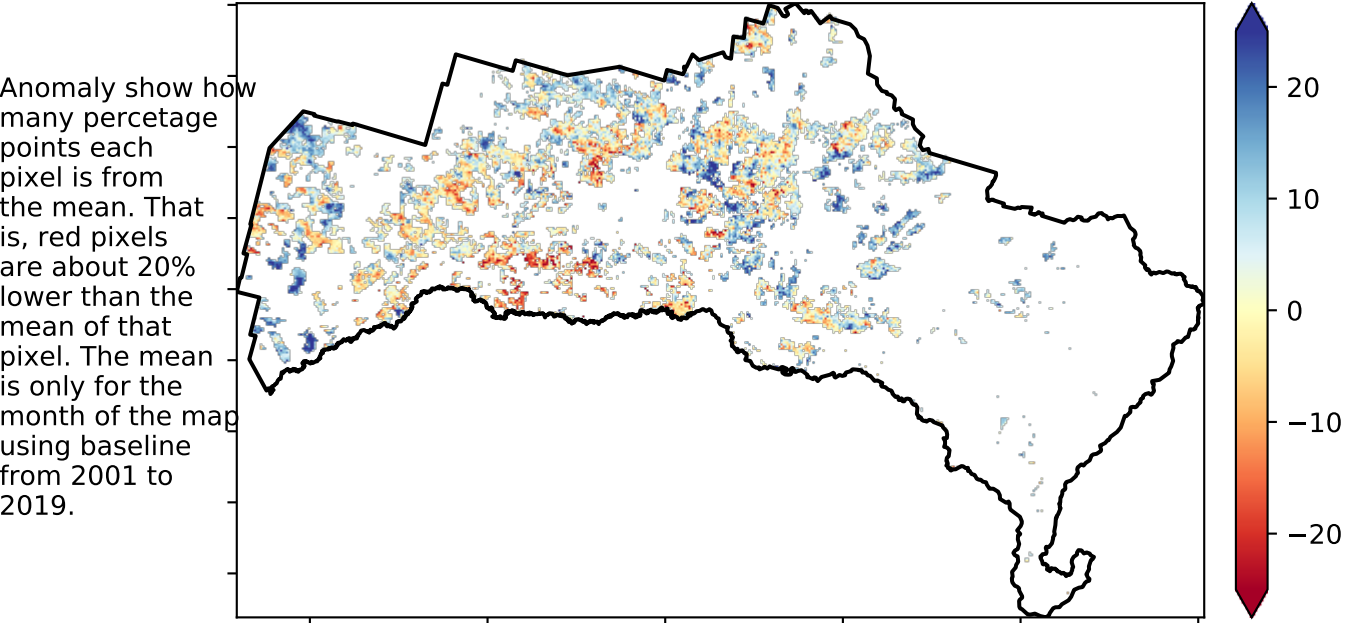 Anomaly show how
many percetage
points each
pixel is from
the mean. That
is, red pixels
are about 20%
lower than the
mean of that
pixel. The mean
is only for the
month of the map
using baseline
from 2001 to
2019.
20
10
0
−10
−20